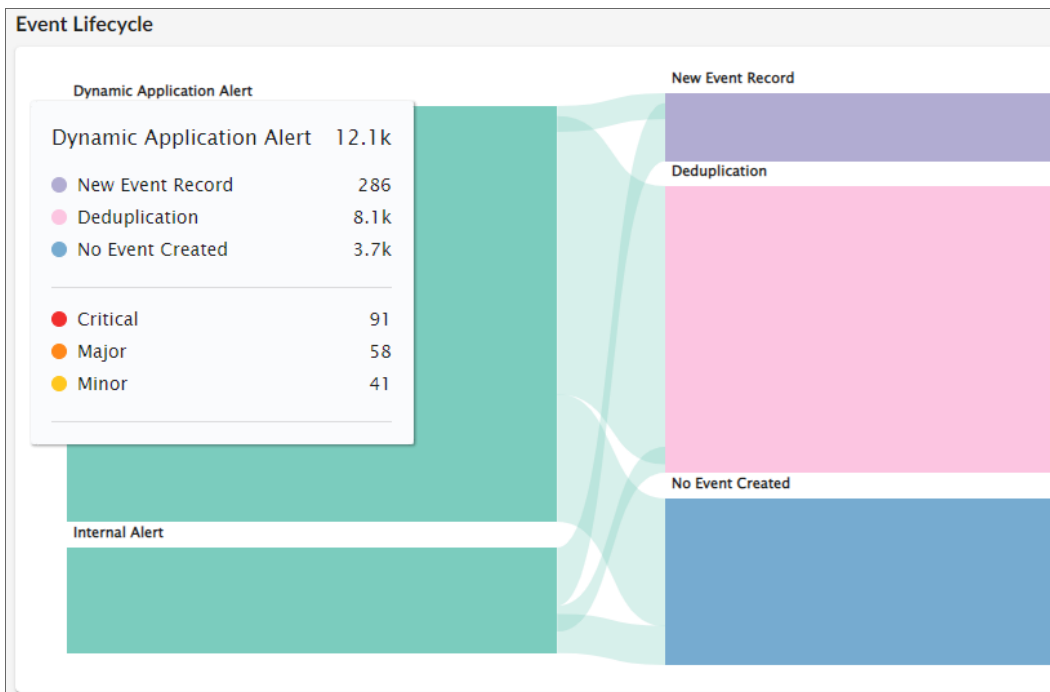 Event Lifecycle
Dynamic Application Alert
Dynamic Application Alert 12.1k
New Event Record 286
Deduplication 8.1k
No Event Created 3.7k
Critical 91
Major 58
Minor 41
Internal Alert
New Event Record
Deduplication
No Event Created